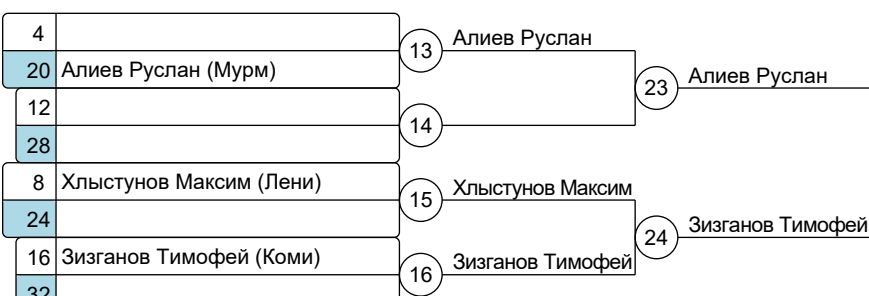 4
13 Алиев Руслан
20 Алиев Руслан (Мурм)
23 Алиев Руслан
12
14
28
8 Хлыстунов Максим (Лени)
15 Хлыстунов Максим
24
24 Зизганов Тимофей
16 Зизганов Тимофей (Коми)
16 Зизганов Тимофей
32